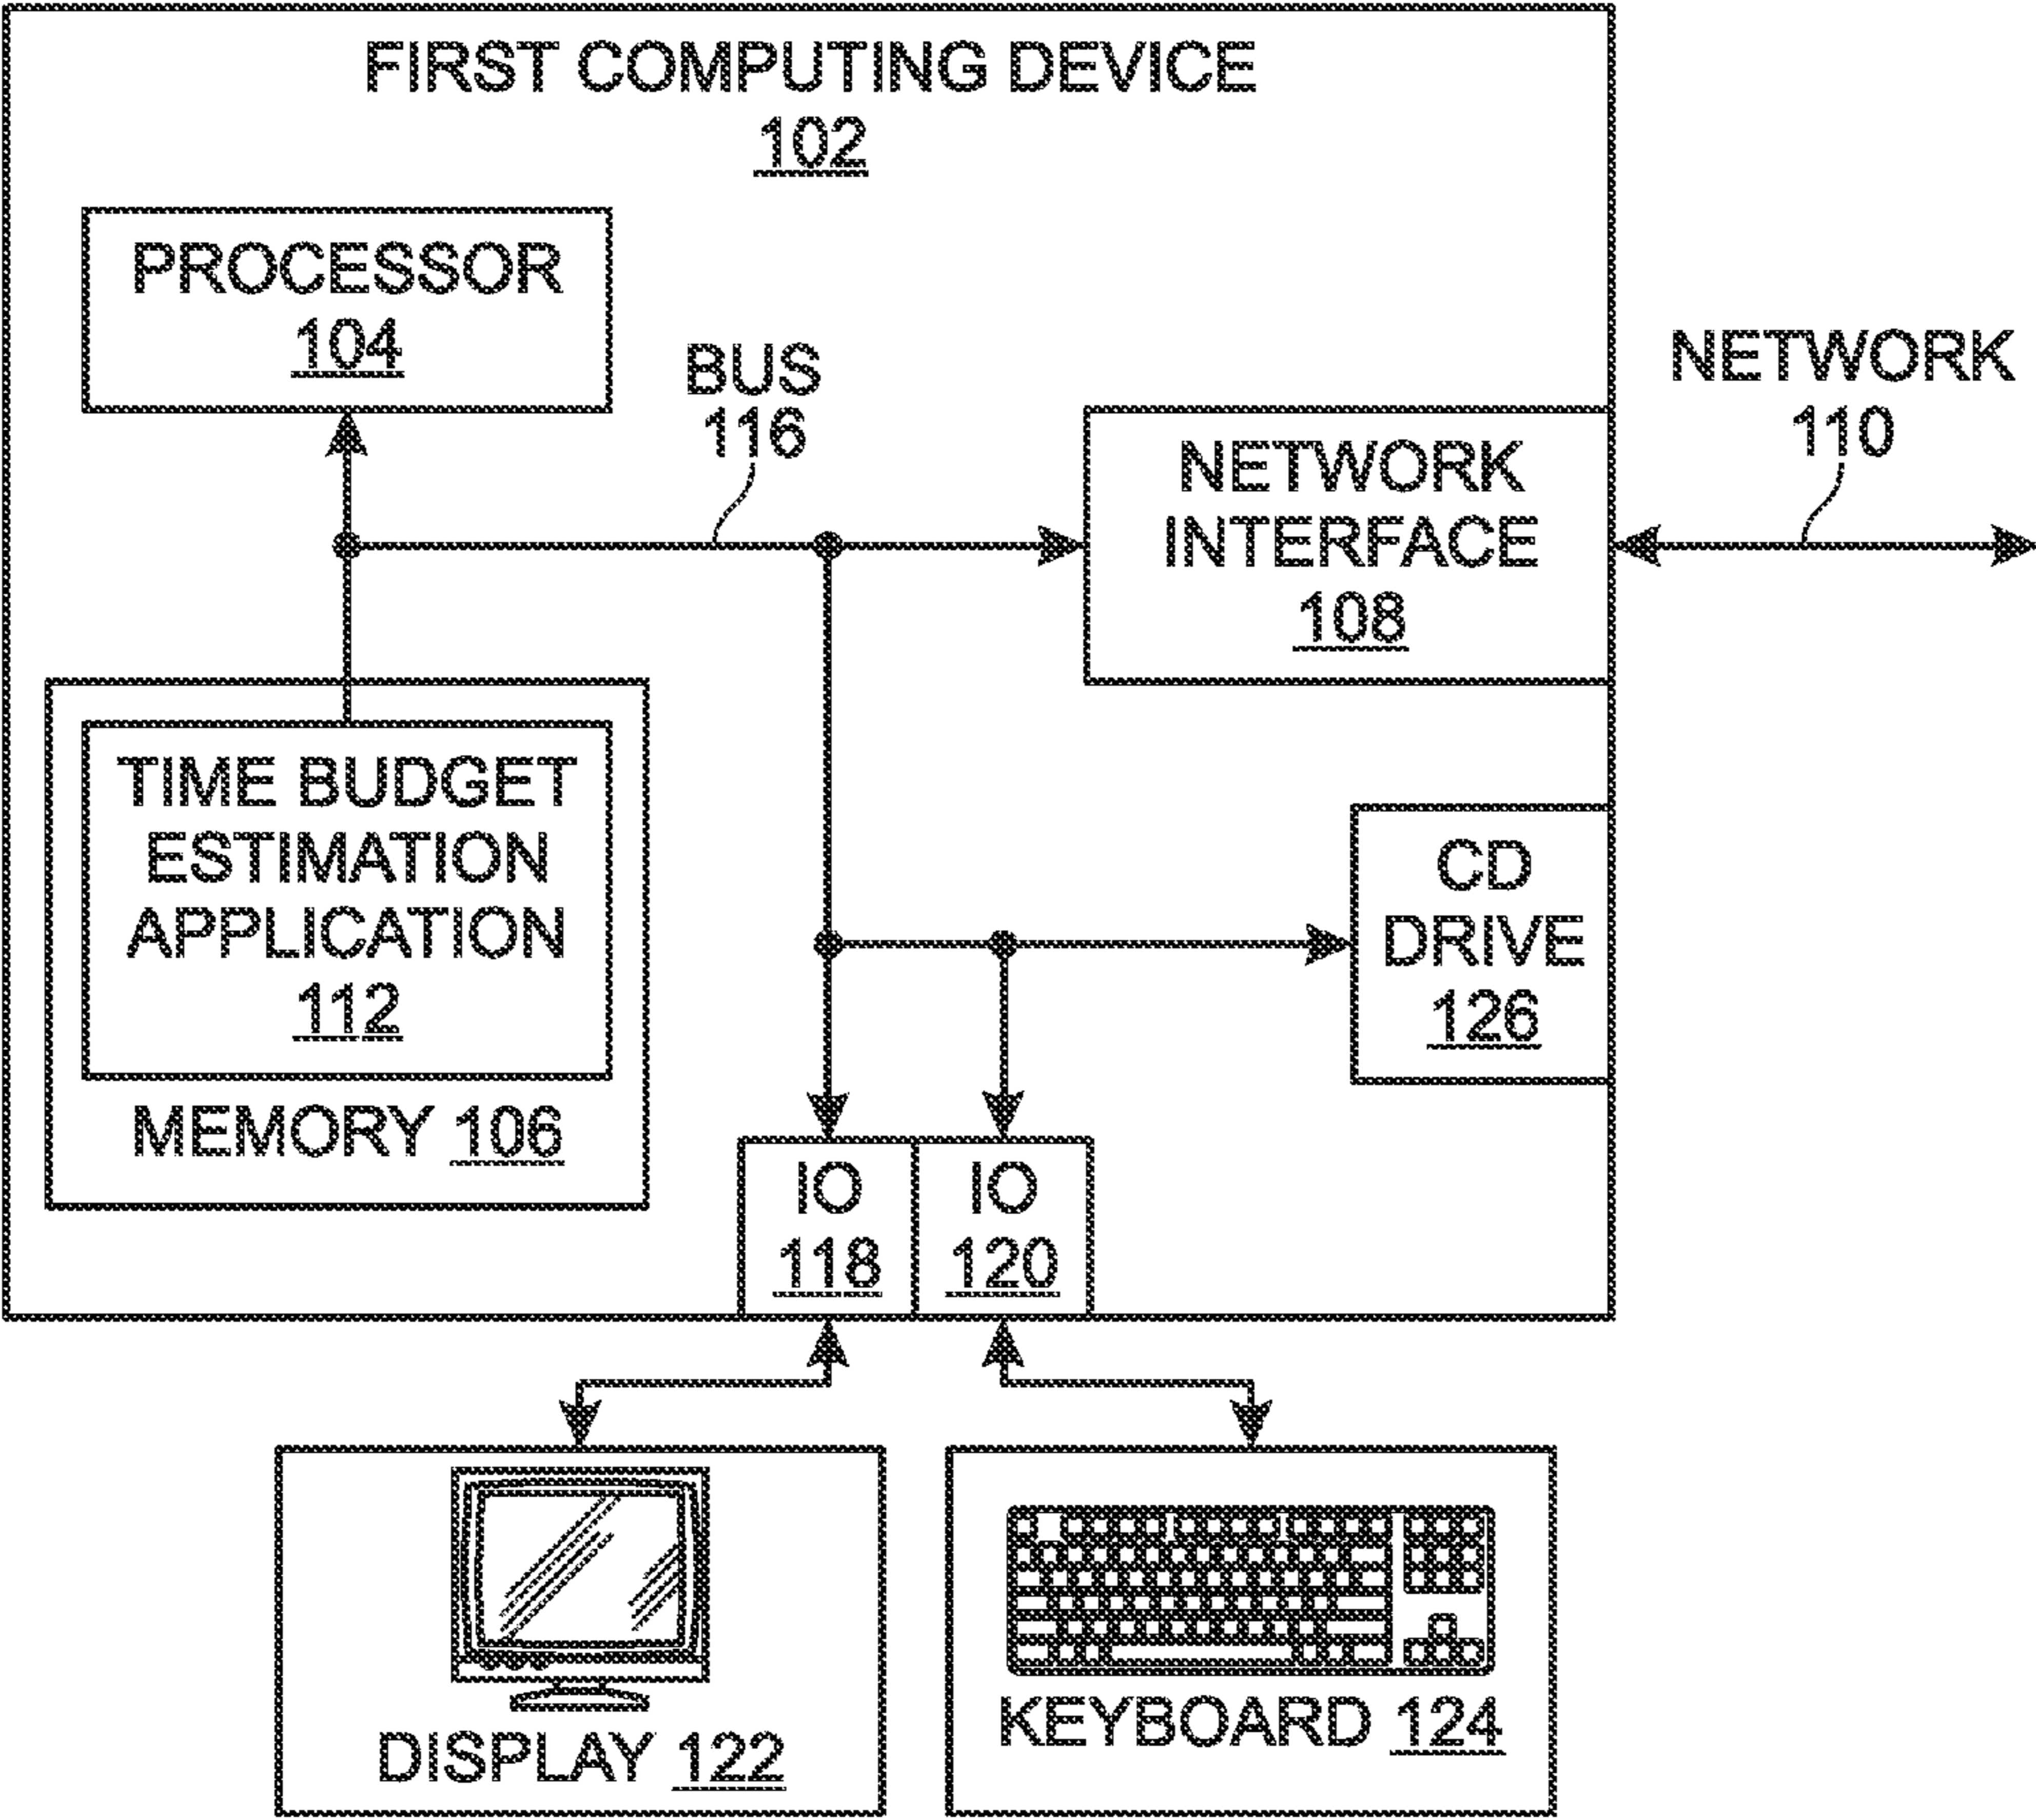 FIRST COMPUTING DEVICE
102
PROCESSOR
104
BUS
116
NETWORK
110
NETWORK
INTERFACE
108
TIME BUDGET
ESTIMATION
APPLICATION
112
MEMORY 106
CD
DRIVE
126
IO
118
IO
120
DISPLAY 122
KEYBOARD 124